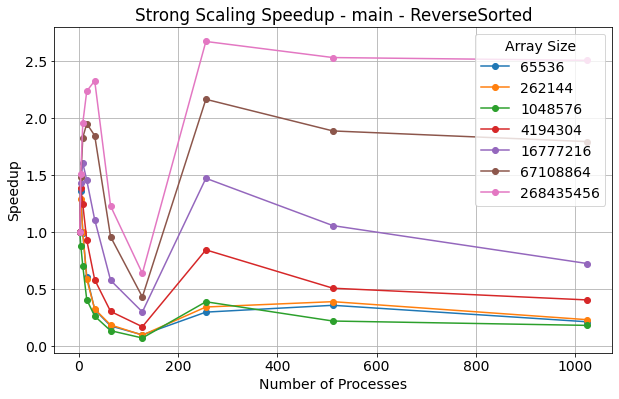 Strong Scaling Speedup - main - ReverseSorted
Speedup
2.5
2.0
1.5
1.0
0.5
0.0
Array Size
65536
262144
1048576
4194304
16777216
67108864
268435456
0 200 400 600 800 1000
Number of Processes